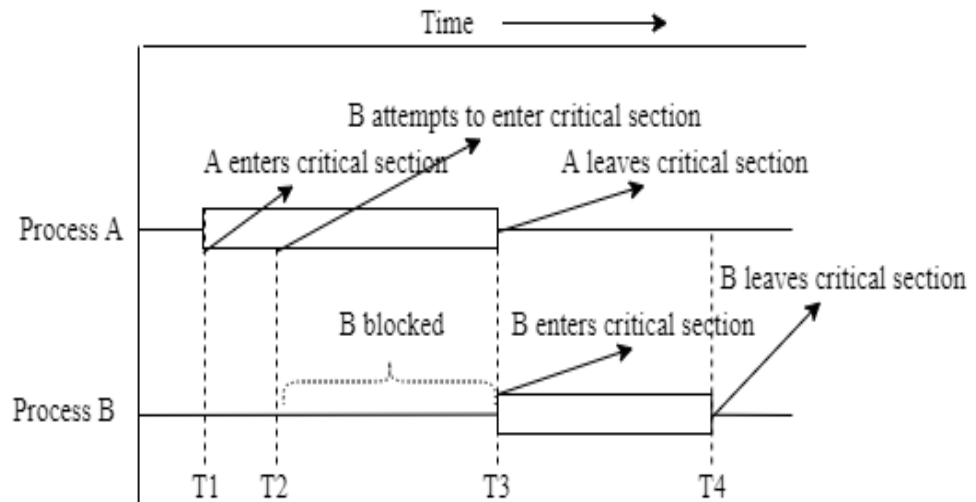 Time
B attempts to enter critical section
A enters critical section
A leaves critical section
Process A
B leaves critical section
B blocked
B enters critical section
Process B
T1
T2
T3
T4